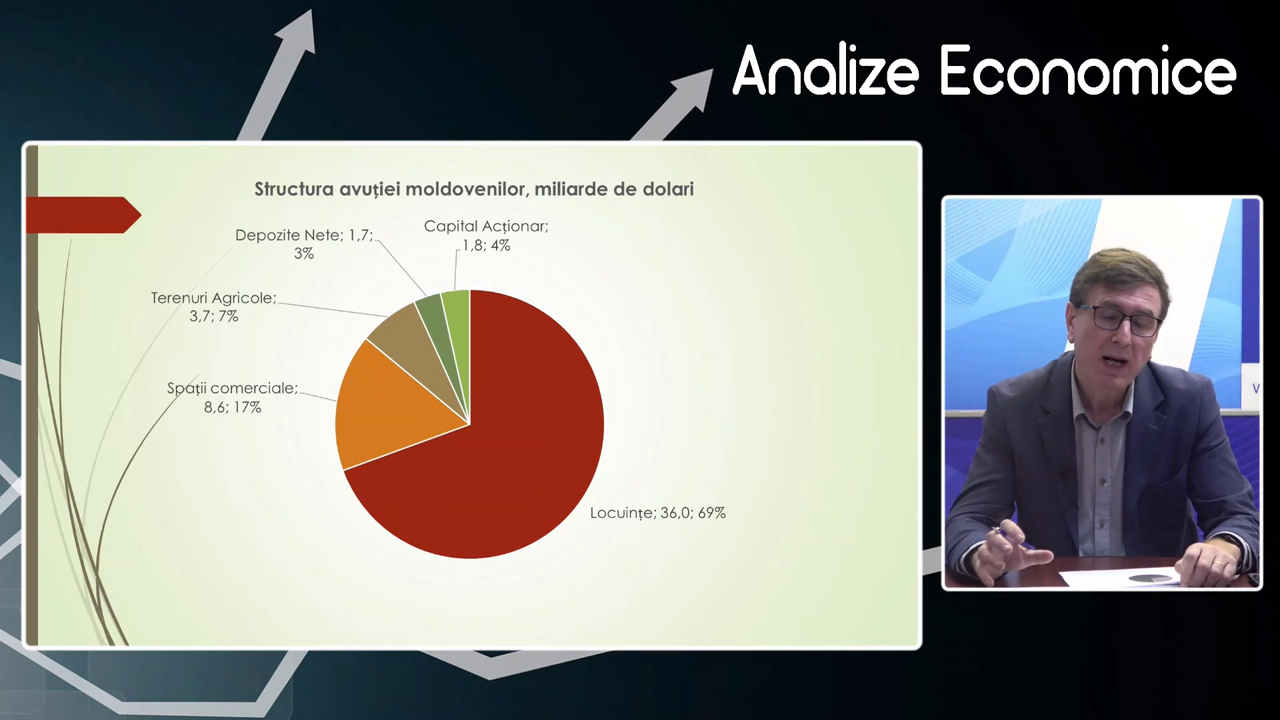 Analize Economice
Structura avuției moldovenilor, miliarde de dolari
Depozite Nete; 1,7;
3%
Capital Acționar;
1,8; 4%
Terenuri Agricole;
3,7; 7%
Spații comerciale;
8,6; 17%
Locuințe; 36,0; 69%
V